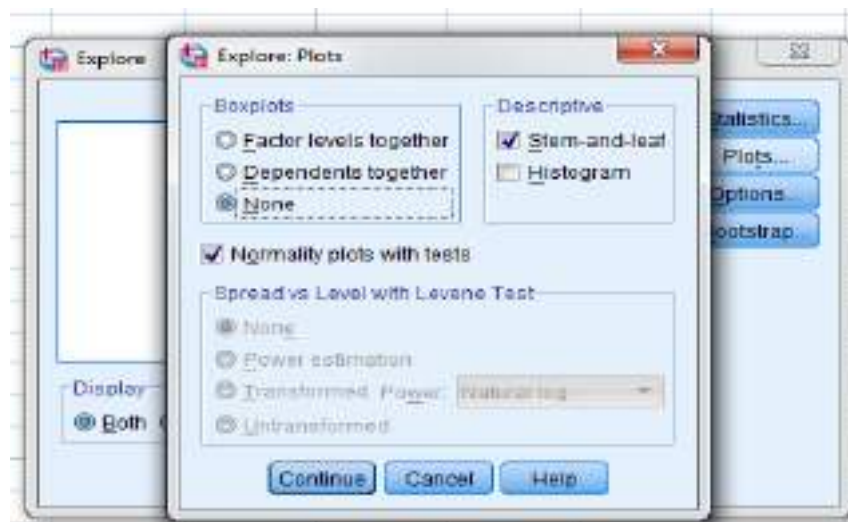 Explore
Explore: Plots
Boxplots
Factor levels together
Dependents together
None
Descriptive
Stem-and-leaf
Histogram
Normality plots with tests
Spread vs Level with Levene Test
None
Power estimation
Transformed Power: Natural log
Untransformed
Continue Cancel Help
Display
Both
Statistics...
Plots...
Options...
ootstrap...